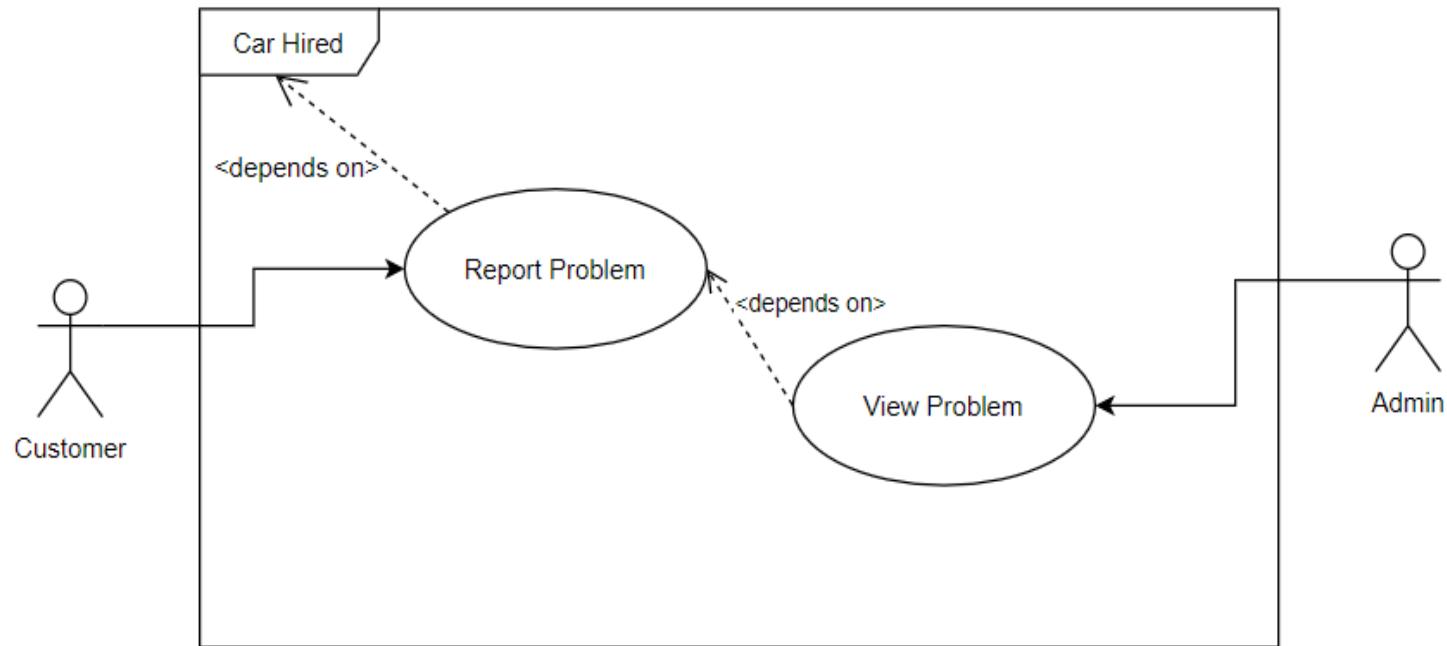 Car Hired
<depends on>
Report Problem
<depends on>
View Problem
Customer
Admin